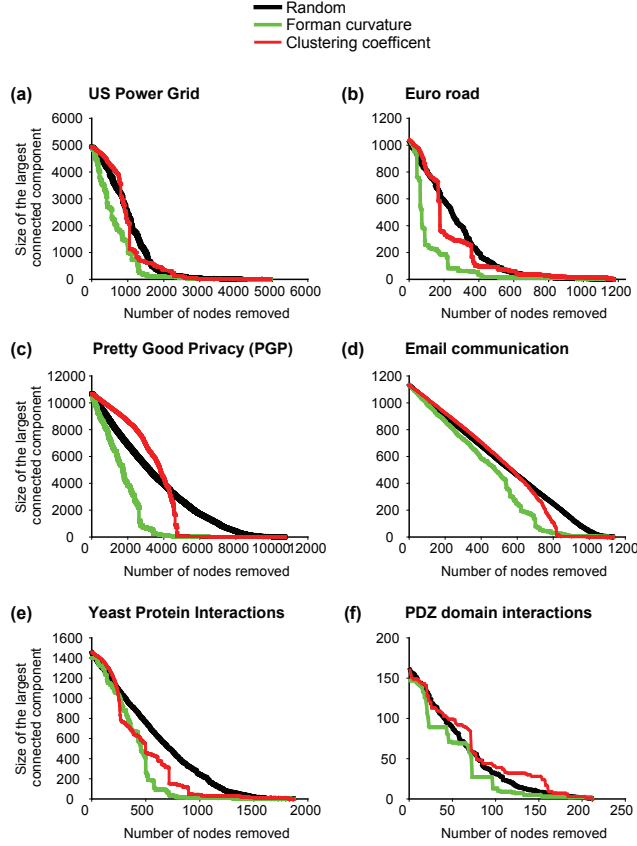 Random
Forman curvature
Clustering coefficent
(a) US Power Grid
Size of the largest
connected component
6000
5000
4000
3000
2000
1000
0
0 1000 2000 3000 4000 5000 6000
Number of nodes removed
(b) Euro road
1200
1000
800
600
400
200
0
0 200 400 600 800 1000 1200
Number of nodes removed
(c) Pretty Good Privacy (PGP)
Size of the largest
connected component
12000
10000
8000
6000
4000
2000
0
0 2000 4000 6000 8000 10000 12000
Number of nodes removed
(d) Email communication
1200
1000
800
600
400
200
0
0 200 400 600 800 1000 1200
Number of nodes removed
(e) Yeast Protein Interactions
Size of the largest
connected component
1600
1400
1200
1000
800
600
400
200
0
0 500 1000 1500 2000
Number of nodes removed
(f) PDZ domain interactions
200
150
100
50
0
0 50 100 150 200 250
Number of nodes removed